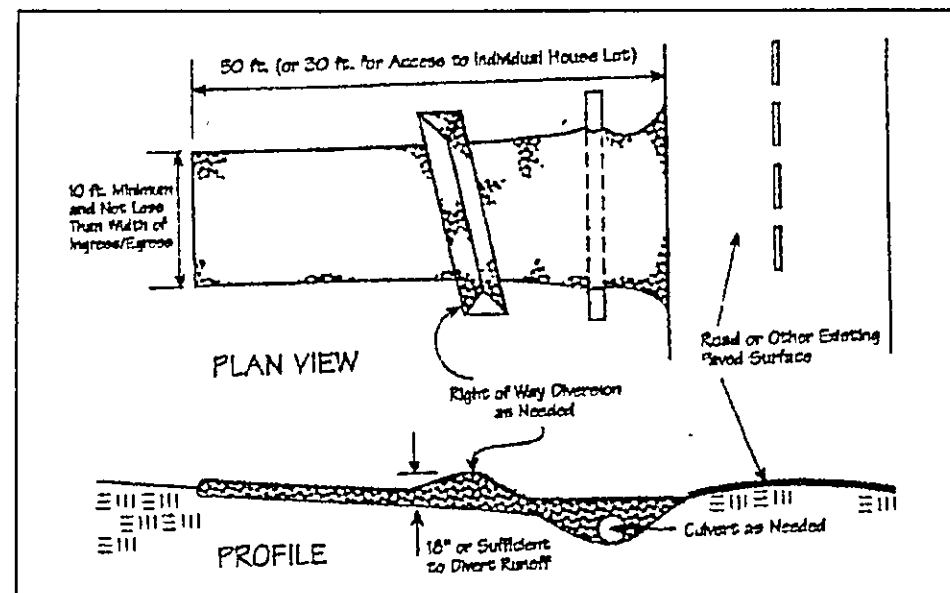 50 ft. (or 30 ft. for Access to Individual House Lot)
10 ft. Minimum
and Not Less
Than Width of
Ingress/Egress
PLAN VIEW
Road or Other Existing
Paved Surface
Right of Way Diversion
as Needed
Culvert as Needed
18" or Sufficient
to Divert Runoff
PROFILE